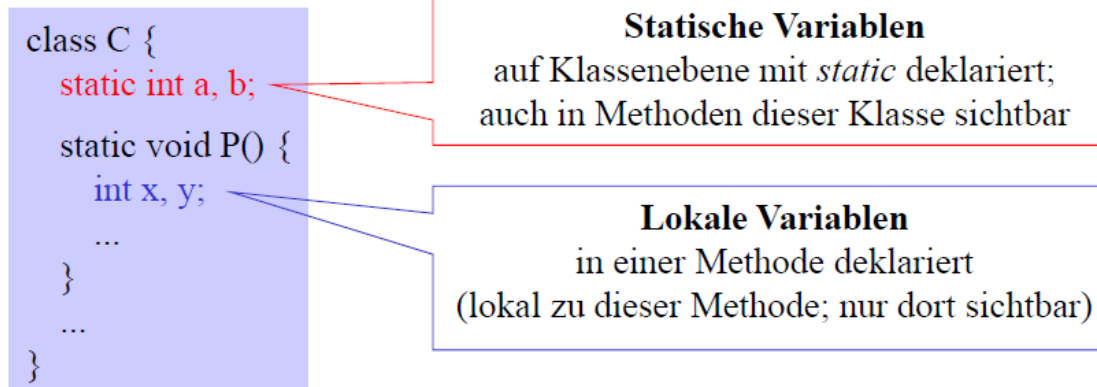 class C {
static int a, b;
static void P() {
int x, y;
...
}
...
}
Statische Variablen
auf Klassenebene mit static deklariert;
auch in Methoden dieser Klasse sichtbar
Lokale Variablen
in einer Methode deklariert
(lokal zu dieser Methode; nur dort sichtbar)